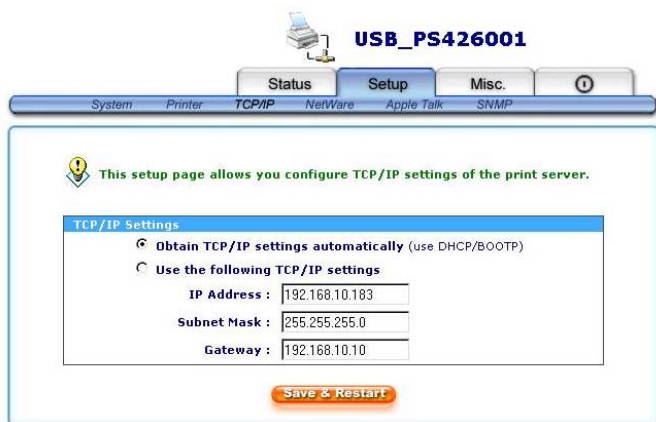 USB_PS426001
Status Setup Misc.
System Printer TCP/IP NetWare Apple Talk SNMP
This setup page allows you configure TCP/IP settings of the print server.
TCP/IP Settings
Obtain TCP/IP settings automatically (use DHCP/BOOTP)
Use the following TCP/IP settings
IP Address : 192.168.10.183
Subnet Mask : 255.255.255.0
Gateway : 192.168.10.10
Save & Restart